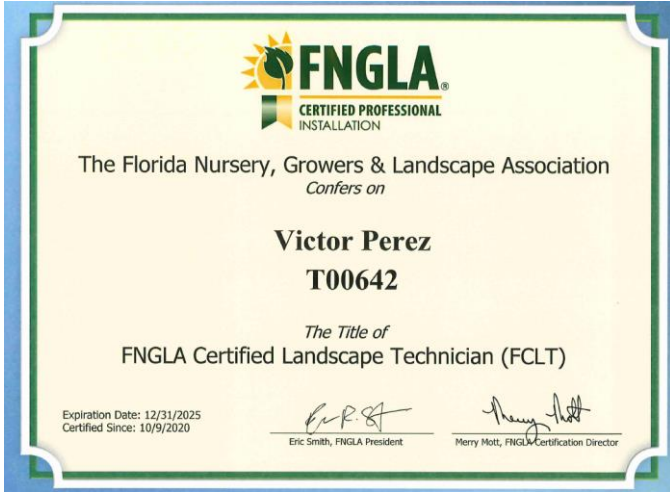 FNGLA®
CERTIFIED PROFESSIONAL
INSTALLATION
The Florida Nursery, Growers & Landscape Association
Confers on
Victor Perez
T00642
The Title of
FNGLA Certified Landscape Technician (FCLT)
Expiration Date: 12/31/2025
Certified Since: 10/9/2020
Eric Smith, FNGLA President
Merry Mott, FNGLA Certification Director